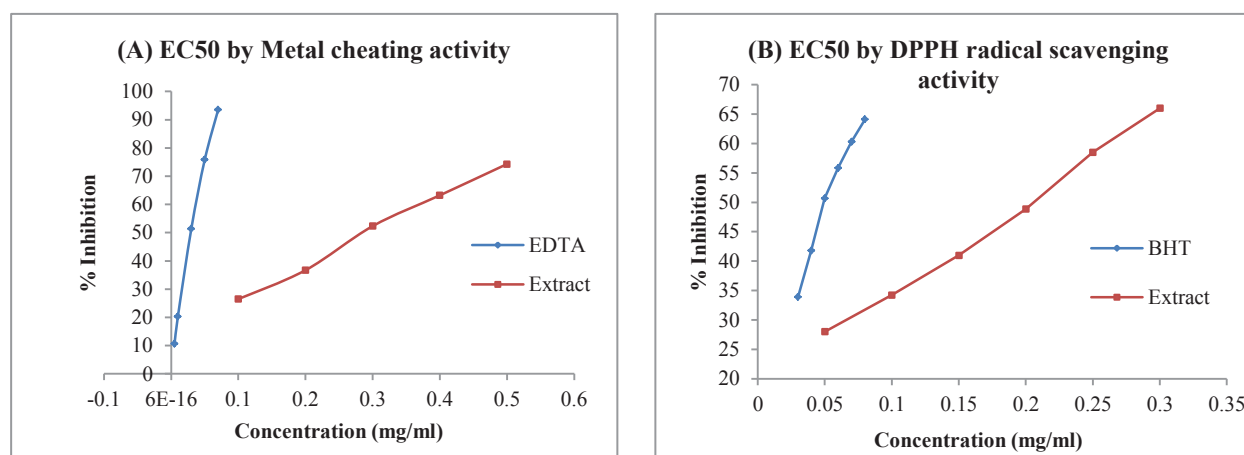 (A) EC50 by Metal cheating activity
% Inhibition
100
90
80
70
60
50
40
30
20
10
0
-0.1 6E-16 0.1 0.2 0.3 0.4 0.5 0.6
Concentration (mg/ml)
EDTA
Extract
(B) EC50 by DPPH radical scavenging
activity
% Inhibition
70
65
60
55
50
45
40
35
30
25
20
0 0.05 0.1 0.15 0.2 0.25 0.3 0.35
Concentration (mg/ml)
BHT
Extract